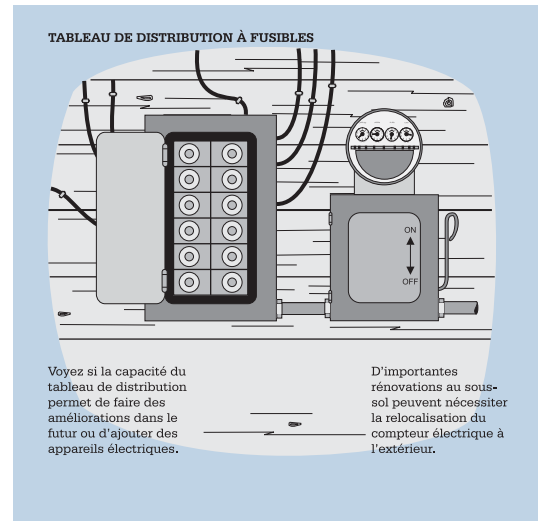 TABLEAU DE DISTRIBUTION À FUSIBLES
ON
OFF
Voyez si la capacité du
tableau de distribution
permet de faire des
améliorations dans le
futur ou d'ajouter des
appareils électriques.
D'importantes
rénovations au sous-
sol peuvent nécessiter
la relocalisation du
compteur électrique à
l'extérieur.